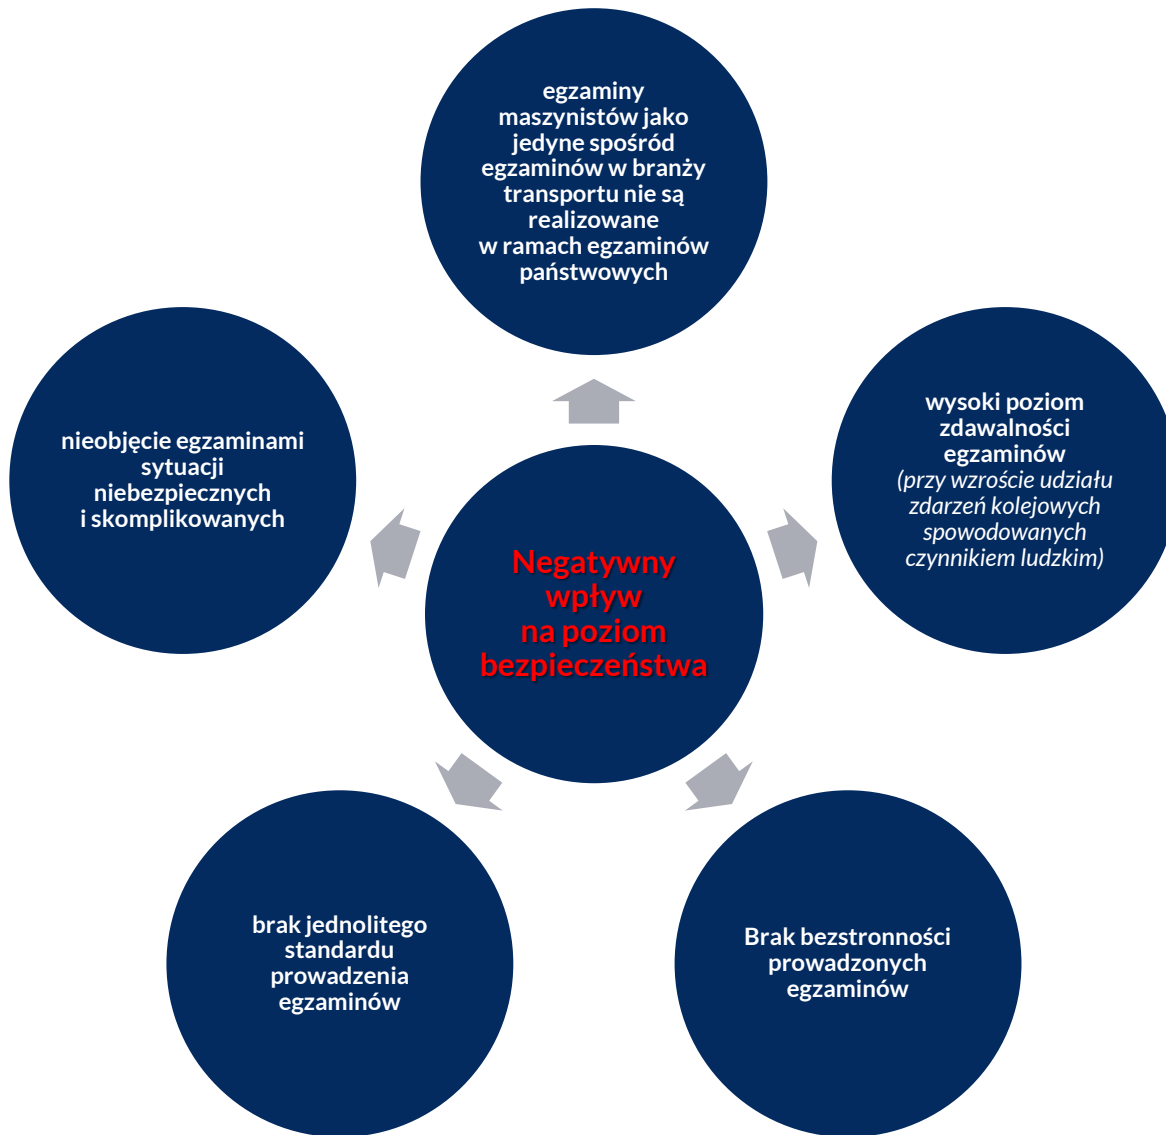 egzaminy
maszynistów jako
jedyne spośród
egzaminów w branży
transportu nie są
realizowane
w ramach egzaminów
państwowych
nieobjęcie egzaminami
sytuacji
niebezpiecznych
i skomplikowanych
wysoki poziom
zdawalności
egzaminów
(przy wzroście udziału
zdarzeń kolejowych
spowodowanych
czynnikiem ludzkim)
Negatywny
wpływ
na poziom
bezpieczeństwa
brak jednolitego
standardu
prowadzenia
egzaminów
Brak bezstronności
prowadzonych
egzaminów